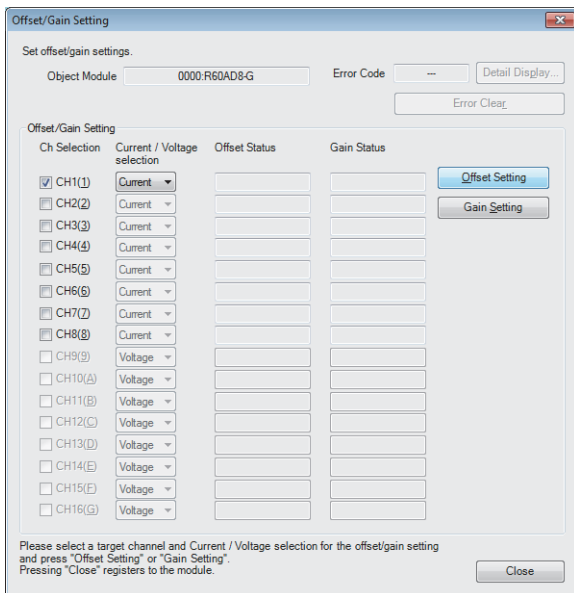 Offset/Gain Setting
Set offset/gain settings.
Object Module 0000:R60AD8-G Error Code --- Detail Display...
Error Clear
Offset/Gain Setting
Ch Selection Current / Voltage selection Offset Status Gain Status
CH1(1) Current Offset Setting
CH2(2) Current Gain Setting
CH3(3) Current
CH4(4) Current
CH5(5) Current
CH6(6) Current
CH7(7) Current
CH8(8) Current
CH9(9) Voltage
CH10(A) Voltage
CH11(B) Voltage
CH12(C) Voltage
CH13(D) Voltage
CH14(E) Voltage
CH15(F) Voltage
CH16(G) Voltage
Please select a target channel and Current / Voltage selection for the offset/gain setting
and press "Offset Setting" or "Gain Setting".
Pressing "Close" registers to the module.
Close